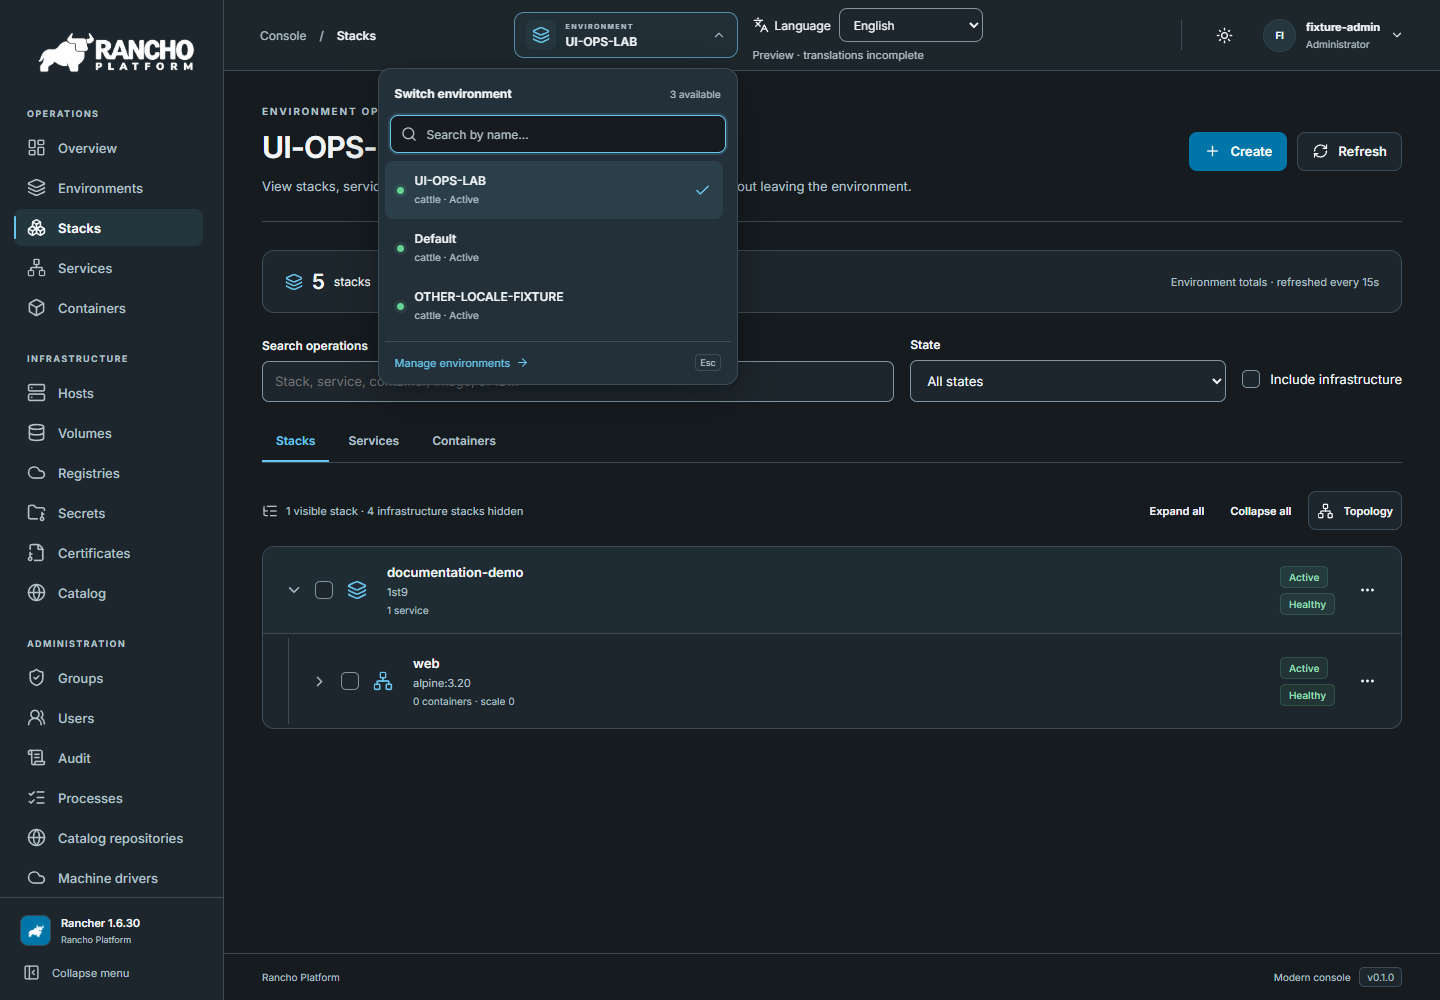 RANCHO
PLATFORM
OPERATIONS
Overview
Environments
Stacks
Services
Containers
INFRASTRUCTURE
Hosts
Volumes
Registries
Secrets
Certificates
Catalog
ADMINISTRATION
Groups
Users
Audit
Processes
Catalog repositories
Machine drivers
Rancher 1.6.30
Rancho Platform
Collapse menu
Console / Stacks
ENVIRONMENT
UI-OPS-LAB
Language
English
Preview · translations incomplete
FI
fixture-admin
Administrator
Switch environment
3 available
Search by name...
UI-OPS-LAB
cattle · Active
Default
cattle · Active
OTHER-LOCALE-FIXTURE
cattle · Active
Manage environments →
Esc
ENVIRONMENT OP
UI-OPS-
View stacks, servic
out leaving the environment.
Create
Refresh
5 stacks
Environment totals · refreshed every 15s
Search operations
Stack, service, container, image, or
State
All states
Include infrastructure
Stacks
Services
Containers
1 visible stack · 4 infrastructure stacks hidden
Expand all
Collapse all
Topology
documentation-demo
1st9
1 service
Active
Healthy
web
alpine:3.20
0 containers · scale 0
Active
Healthy
Rancho Platform
Modern console
v0.1.0